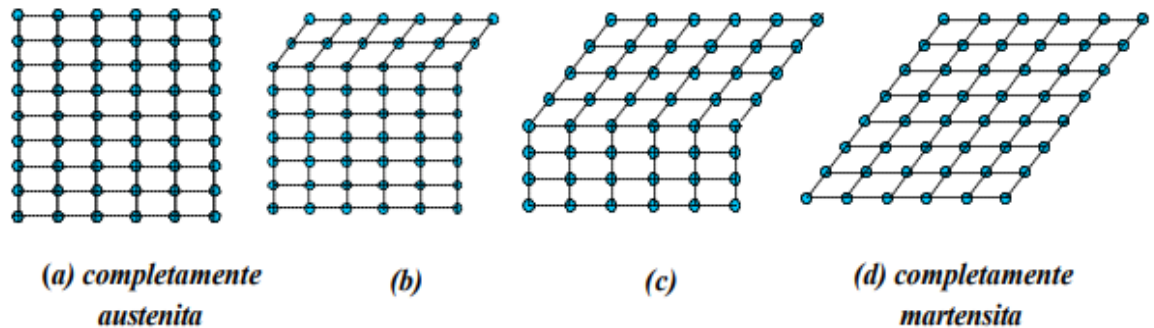 (a) completamente
austenita
(b)
(c)
(d) completamente
martensita